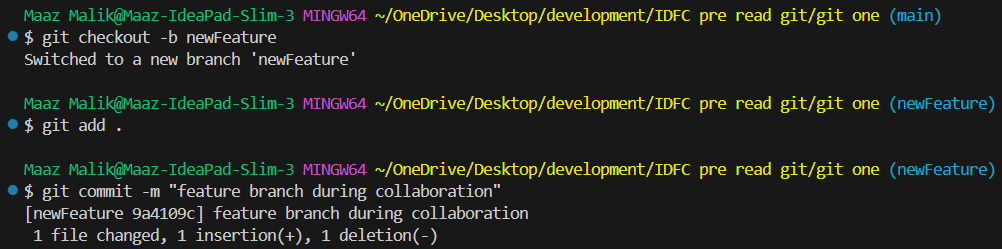 Maaz Malik@Maaz-IdeaPad-Slim-3 MINGW64 ~/OneDrive/Desktop/development/IDFC pre read git/git one (main)
$ git checkout -b newFeature
Switched to a new branch 'newFeature'
Maaz Malik@Maaz-IdeaPad-Slim-3 MINGW64 ~/OneDrive/Desktop/development/IDFC pre read git/git one (newFeature)
$ git add .
Maaz Malik@Maaz-IdeaPad-Slim-3 MINGW64 ~/OneDrive/Desktop/development/IDFC pre read git/git one (newFeature)
$ git commit -m "feature branch during collaboration"
[newFeature 9a4109c] feature branch during collaboration
 1 file changed, 1 insertion(+), 1 deletion(-)